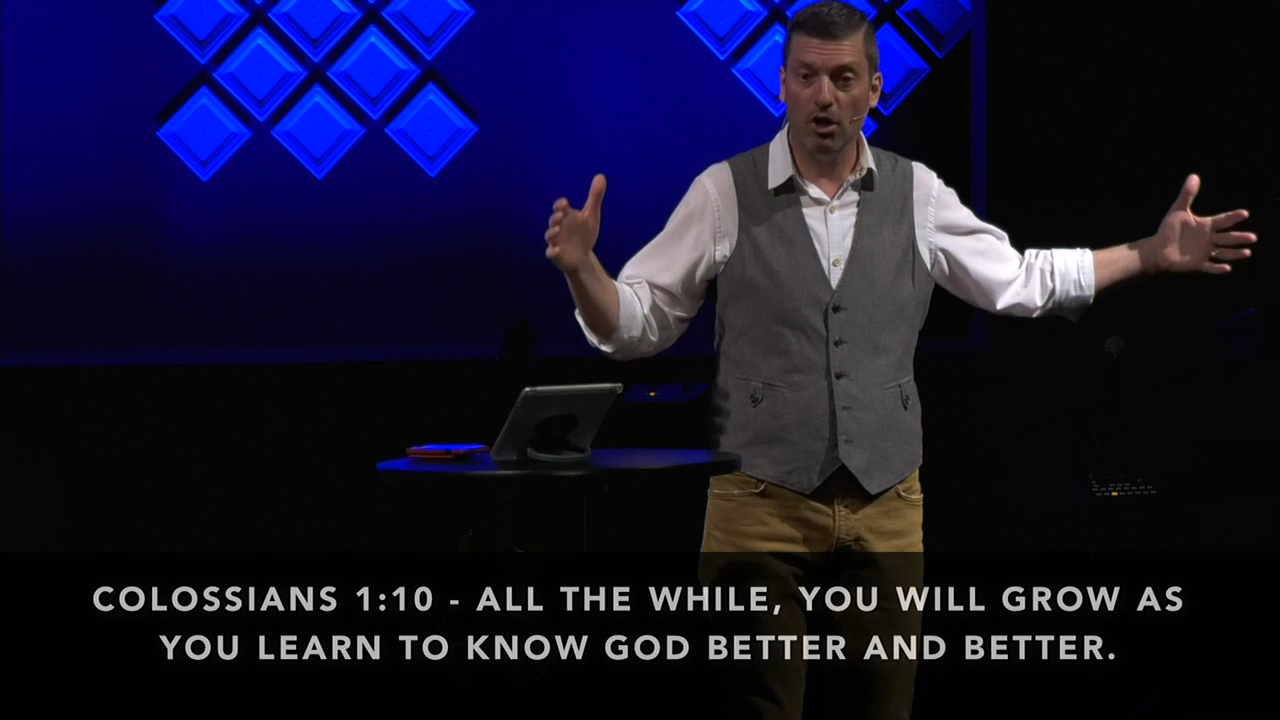 COLOSSIANS 1:10 - ALL THE WHILE, YOU WILL GROW AS
YOU LEARN TO KNOW GOD BETTER AND BETTER.